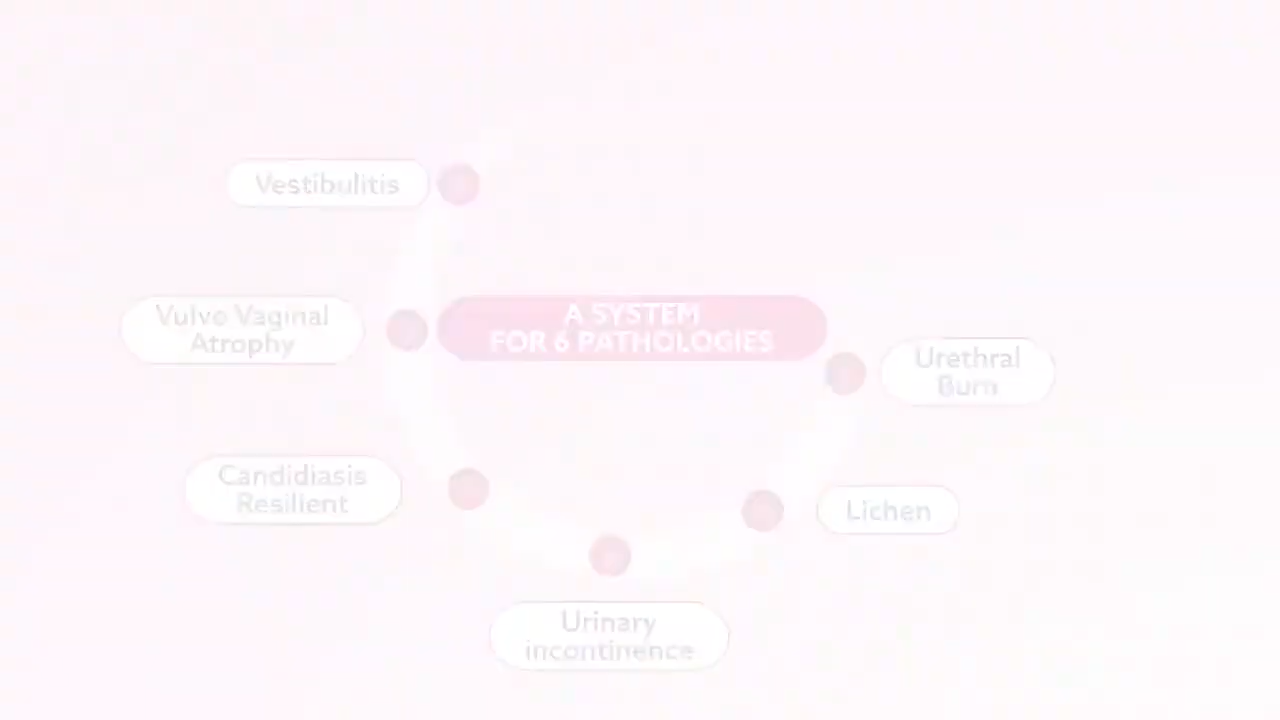 Vestibulitis
A SYSTEM
FOR 6 PATHOLOGIES
Vulvo Vaginal
Atrophy
Urethral
Burn
Candidiasis
Resilient
Lichen
Urinary
incontinence